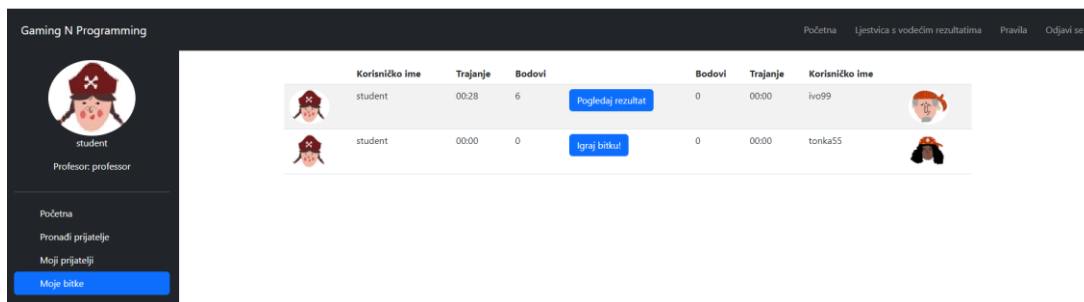 Gaming N Programming Početna Ljestvica s vodećim rezultatima Pravila Odjavi se
student
Profesor: professor
Početna
Pronađi prijatelje
Moji prijatelji
Moje bitke
Korisničko ime Trajanje Bodovi Bodovi Trajanje Korisničko ime
student 00:28 6 Pogledaj rezultat 0 00:00 ivo99
student 00:00 0 Igraj bitku! 0 00:00 tonka55